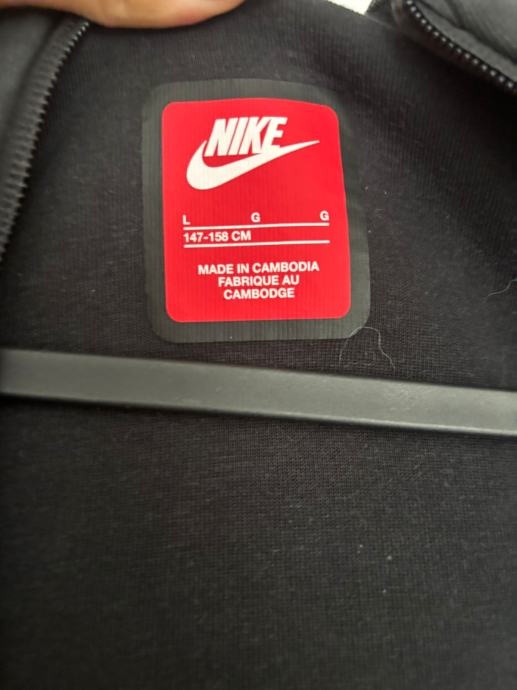 NIKE
L G G
147-158 CM
MADE IN CAMBODIA
FABRIQUE AU
CAMBODGE